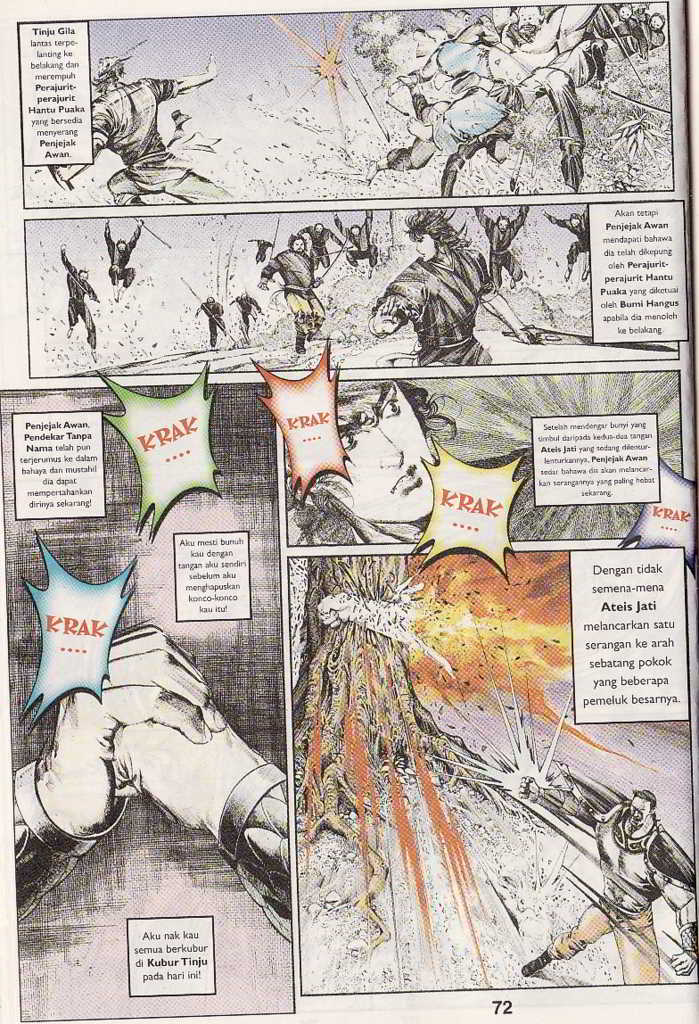 Tinju Gila
lantas terpe-
lanting ke
belakang dan
merempuh
Perajurit-
perajurit
Hantu Puaka
yang bersedia
menyerang
Penjejak
Awan.
Akan tetapi
Penjejak Awan
mendapati bahawa
dia telah dikepung
oleh Perajurit-
perajurit Hantu
Puaka yang diketuai
oleh Bumi Hangus
apabila dia menoleh
ke belakang.
Penjejak Awan,
Pendekar Tanpa
Nama telah pun
terjerumus ke dalam
bahaya dan mustahil
dia dapat
mempertahankan
dirinya sekarang!
KRAK
....
Aku mesti bunuh
kau dengan
tangan aku sendiri
sebelum aku
menghapuskan
konco-konco
kau itu!
KRAK
....
Aku nak kau
semua berkubur
di Kubur Tinju
pada hari ini!
KRAK
....
KRAK
....
Setelah mendengar bunyi yang
timbul daripada kedua-dua tangan
Ateis Jati yang sedang dilentur-
lenturkannya, Penjejak Awan
sedar bahawa dia akan melancar-
kan serangannya yang paling hebat
sekarang.
KRAK
....
Dengan tidak
semena-mena
Ateis Jati
melancarkan satu
serangan ke arah
sebatang pokok
yang beberapa
pemeluk besarnya.
72